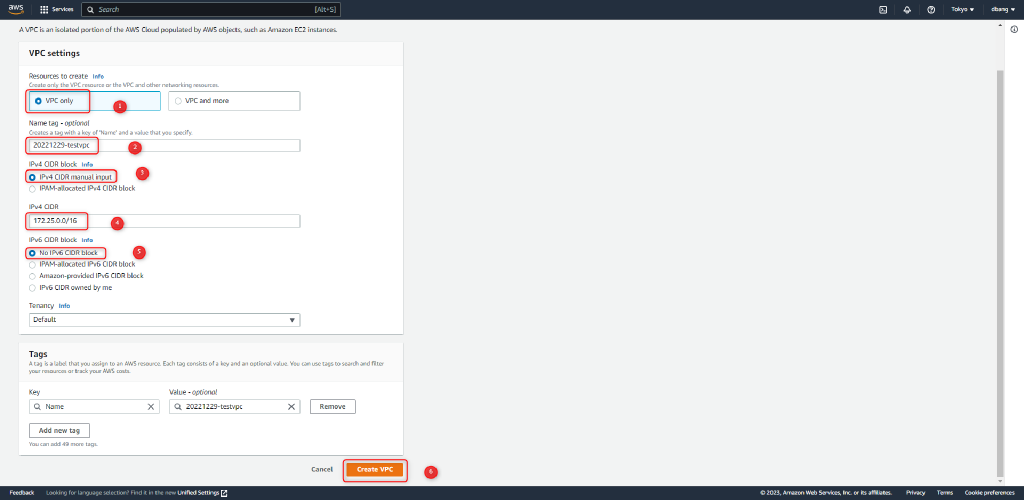 aws
Services
Search
[Alt+S]
Tokyo ▼
dbang ▼
A VPC is an isolated portion of the AWS Cloud populated by AWS objects, such as Amazon EC2 instances.
VPC settings
Resources to create Info
Create only the VPC resource or the VPC and other networking resources.
VPC only
1
VPC and more
Name tag - optional
Creates a tag with a key of 'Name' and a value that you specify.
20221229-testvpc
2
IPv4 CIDR block Info
IPv4 CIDR manual input
3
IPAM-allocated IPv4 CIDR block
IPv4 CIDR
172.25.0.0/16
4
IPv6 CIDR block Info
No IPv6 CIDR block
5
IPAM-allocated IPv6 CIDR block
Amazon-provided IPv6 CIDR block
IPv6 CIDR owned by me
Tenancy Info
Default
Tags
A tag is a label that you assign to an AWS resource. Each tag consists of a key and an optional value. You can use tags to search and filter
your resources or track your AWS costs.
Key
Value - optional
Name
20221229-testvpc
Remove
Add new tag
You can add 49 more tags.
Cancel
Create VPC
6
Feedback
Looking for language selection? Find it in the new Unified Settings
© 2023, Amazon Web Services, Inc. or its affiliates.
Privacy
Terms
Cookie preferences